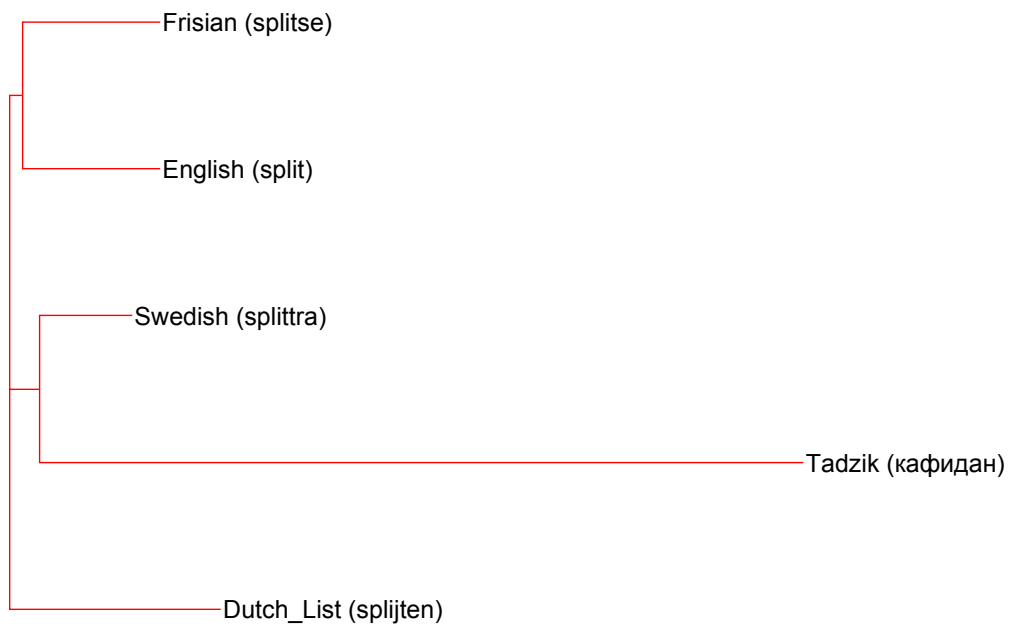 Frisian (splitse)
English (split)
Swedish (splittra)
Tadzik (кафидан)
Dutch_List (splijten)